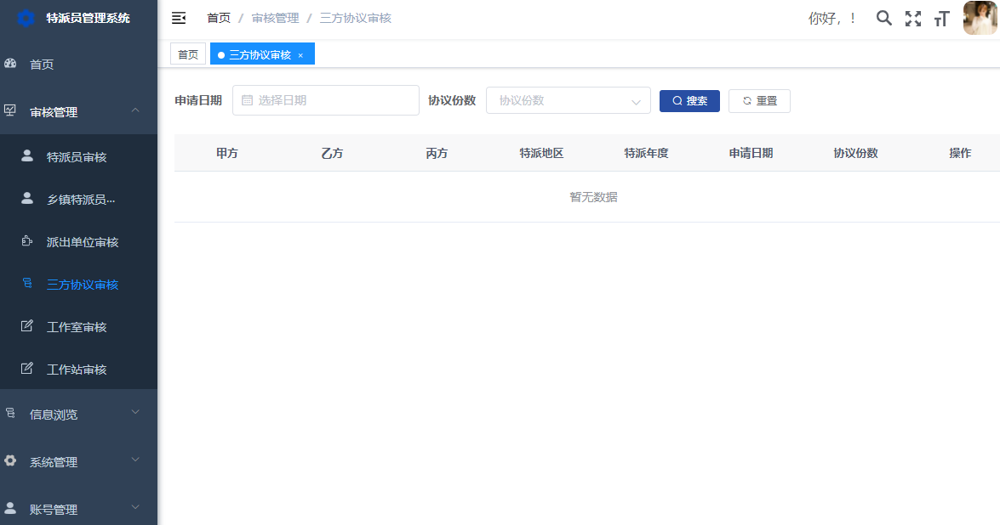 特派员管理系统
首页 / 审核管理 / 三方协议审核
你好，！
首页
三方协议审核 ×
首页
审核管理
特派员审核
乡镇特派员...
派出单位审核
三方协议审核
工作室审核
工作站审核
信息浏览
系统管理
账号管理
申请日期 选择日期 协议份数 协议份数 搜索 重置
甲方 乙方 丙方 特派地区 特派年度 申请日期 协议份数 操作
暂无数据